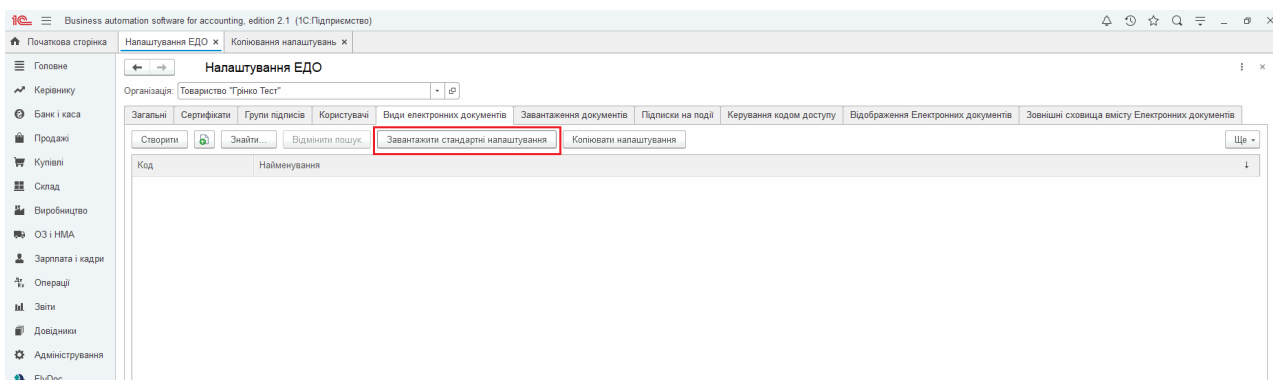 Business automation software for accounting, edition 2.1 (1С:Підприємство)
Початкова сторінка Налаштування ЕДО × Копіювання налаштувань ×
Головне
Керівнику
Банк і каса
Продажі
Купівлі
Склад
Виробництво
ОЗ і НМА
Зарплата і кадри
Операції
Звіти
Довідники
Адміністрування
FlyDoc
Налаштування ЕДО
Організація: Товариство "Грінко Тест"
Загальні Сертифікати Групи підписів Користувачі Види електронних документів Завантаження документів Підписки на події Керування кодом доступу Відображення Електронних документів Зовнішні сховища вмісту Електронних документів
Створити Знайти... Відмінити пошук Завантажити стандартні налаштування Копіювати налаштування Ще
Код Найменування